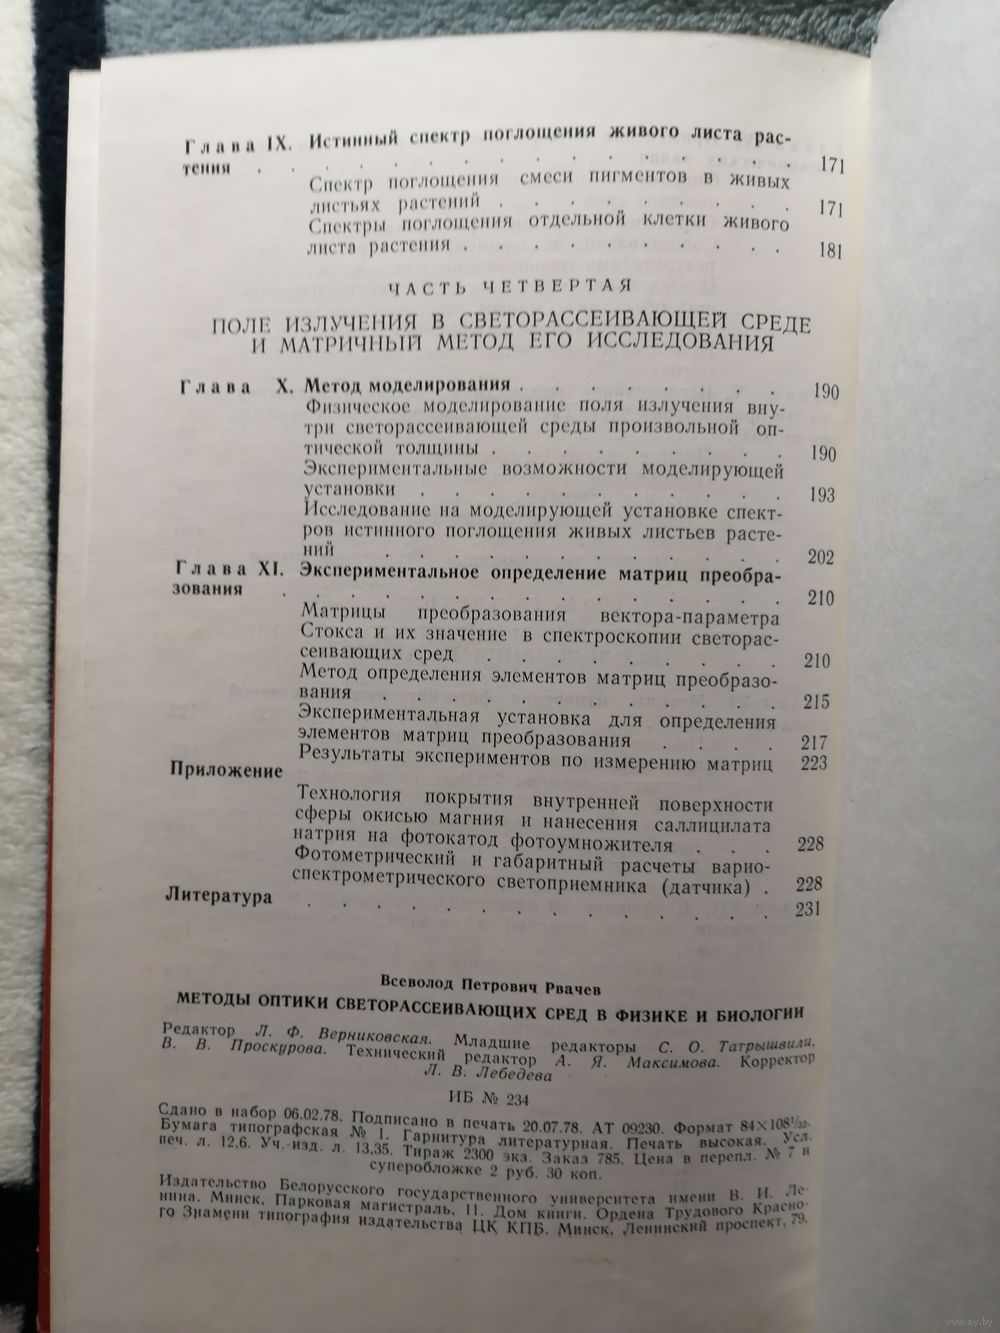 Глава IX. Истинный спектр поглощения живого листа рас-
тения . . . . . . . . . . . . . 171
Спектр поглощения смеси пигментов в живых
листьях растений . . . . . . . . 171
Спектры поглощения отдельной клетки живого
листа растения . . . . . . . . . 181
ЧАСТЬ ЧЕТВЕРТАЯ
ПОЛЕ ИЗЛУЧЕНИЯ В СВЕТОРАССЕИВАЮЩЕЙ СРЕДЕ
И МАТРИЧНЫЙ МЕТОД ЕГО ИССЛЕДОВАНИЯ
Глава X. Метод моделирования . . . . . . . 190
Физическое моделирование поля излучения вну-
три светорассеивающей среды произвольной оп-
тической толщины . . . . . . . . 190
Экспериментальные возможности моделирующей
установки . . . . . . . . . . 193
Исследование на моделирующей установке спект-
ров истинного поглощения живых листьев расте-
ний . . . . . . . . . . . 202
Глава XI. Экспериментальное определение матриц преобра-
зования . . . . . . . . . . . . 210
Матрицы преобразования вектора-параметра
Стокса и их значение в спектроскопии светорас-
сеивающих сред . . . . . . . . 210
Метод определения элементов матриц преобразо-
вания . . . . . . . . . . . 215
Экспериментальная установка для определения
элементов матриц преобразования . . . . 217
Результаты экспериментов по измерению матриц 223
Приложение
Технология покрытия внутренней поверхности
сферы окисью магния и нанесения саллицилата
натрия на фотокатод фотоумножителя . . . 228
Фотометрический и габаритный расчеты варио-
спектрометрического светоприемника (датчика) . 228
Литература . . . . . . . . . . . . . 231
Всеволод Петрович Рвачев
МЕТОДЫ ОПТИКИ СВЕТОРАССЕИВАЮЩИХ СРЕД В ФИЗИКЕ И БИОЛОГИИ
Редактор Л. Ф. Верниковская. Младшие редакторы С. О. Татрышвили,
В. В. Проскурова. Технический редактор А. Я. Максимова. Корректор
Л. В. Лебедева
ИБ № 234
Сдано в набор 06.02.78. Подписано в печать 20.07.78. АТ 09230. Формат 84×108¹/₃₂.
Бумага типографская № 1. Гарнитура литературная. Печать высокая. Усл.
печ. л. 12,6. Уч.-изд. л. 13,35. Тираж 2300 экз. Заказ 785. Цена в перепл. № 7 и
суперобложке 2 руб. 30 коп.
Издательство Белорусского государственного университета имени В. И. Ле-
нина. Минск, Парковая магистраль, 11. Дом книги. Ордена Трудового Красно-
го Знамени типография издательства ЦК КПБ. Минск, Ленинский проспект, 79.
www.ay.by